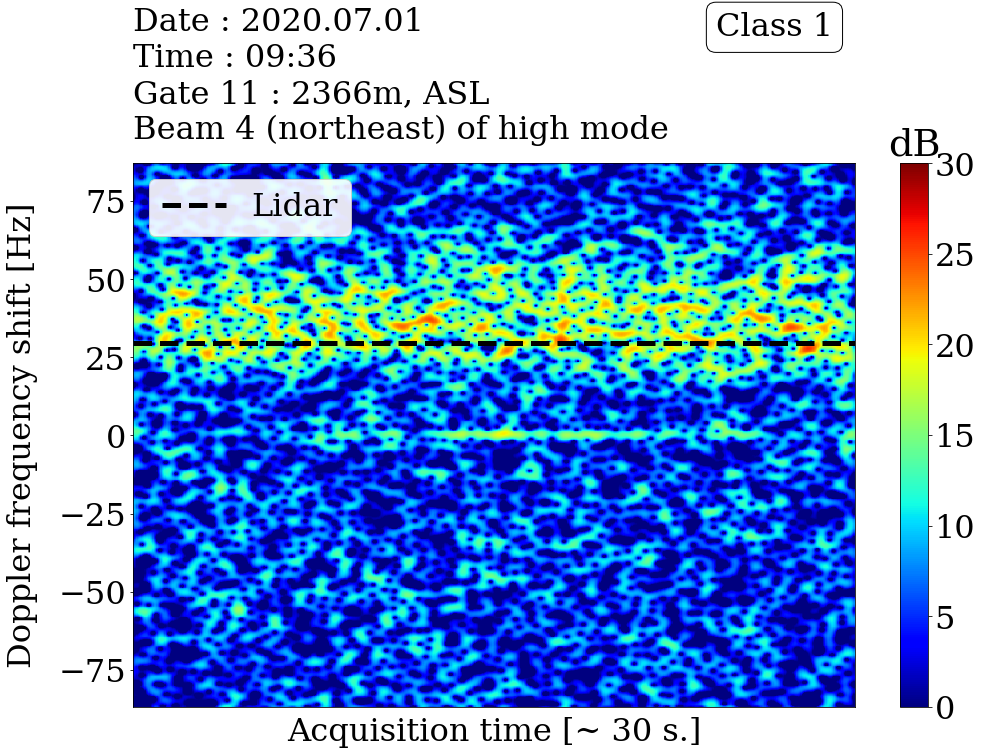 Date : 2020.07.01
Time : 09:36
Gate 11 : 2366m, ASL
Beam 4 (northeast) of high mode
Class 1
dB
Lidar
Doppler frequency shift [Hz]
75
50
25
0
−25
−50
−75
30
25
20
15
10
5
0
Acquisition time [~ 30 s.]